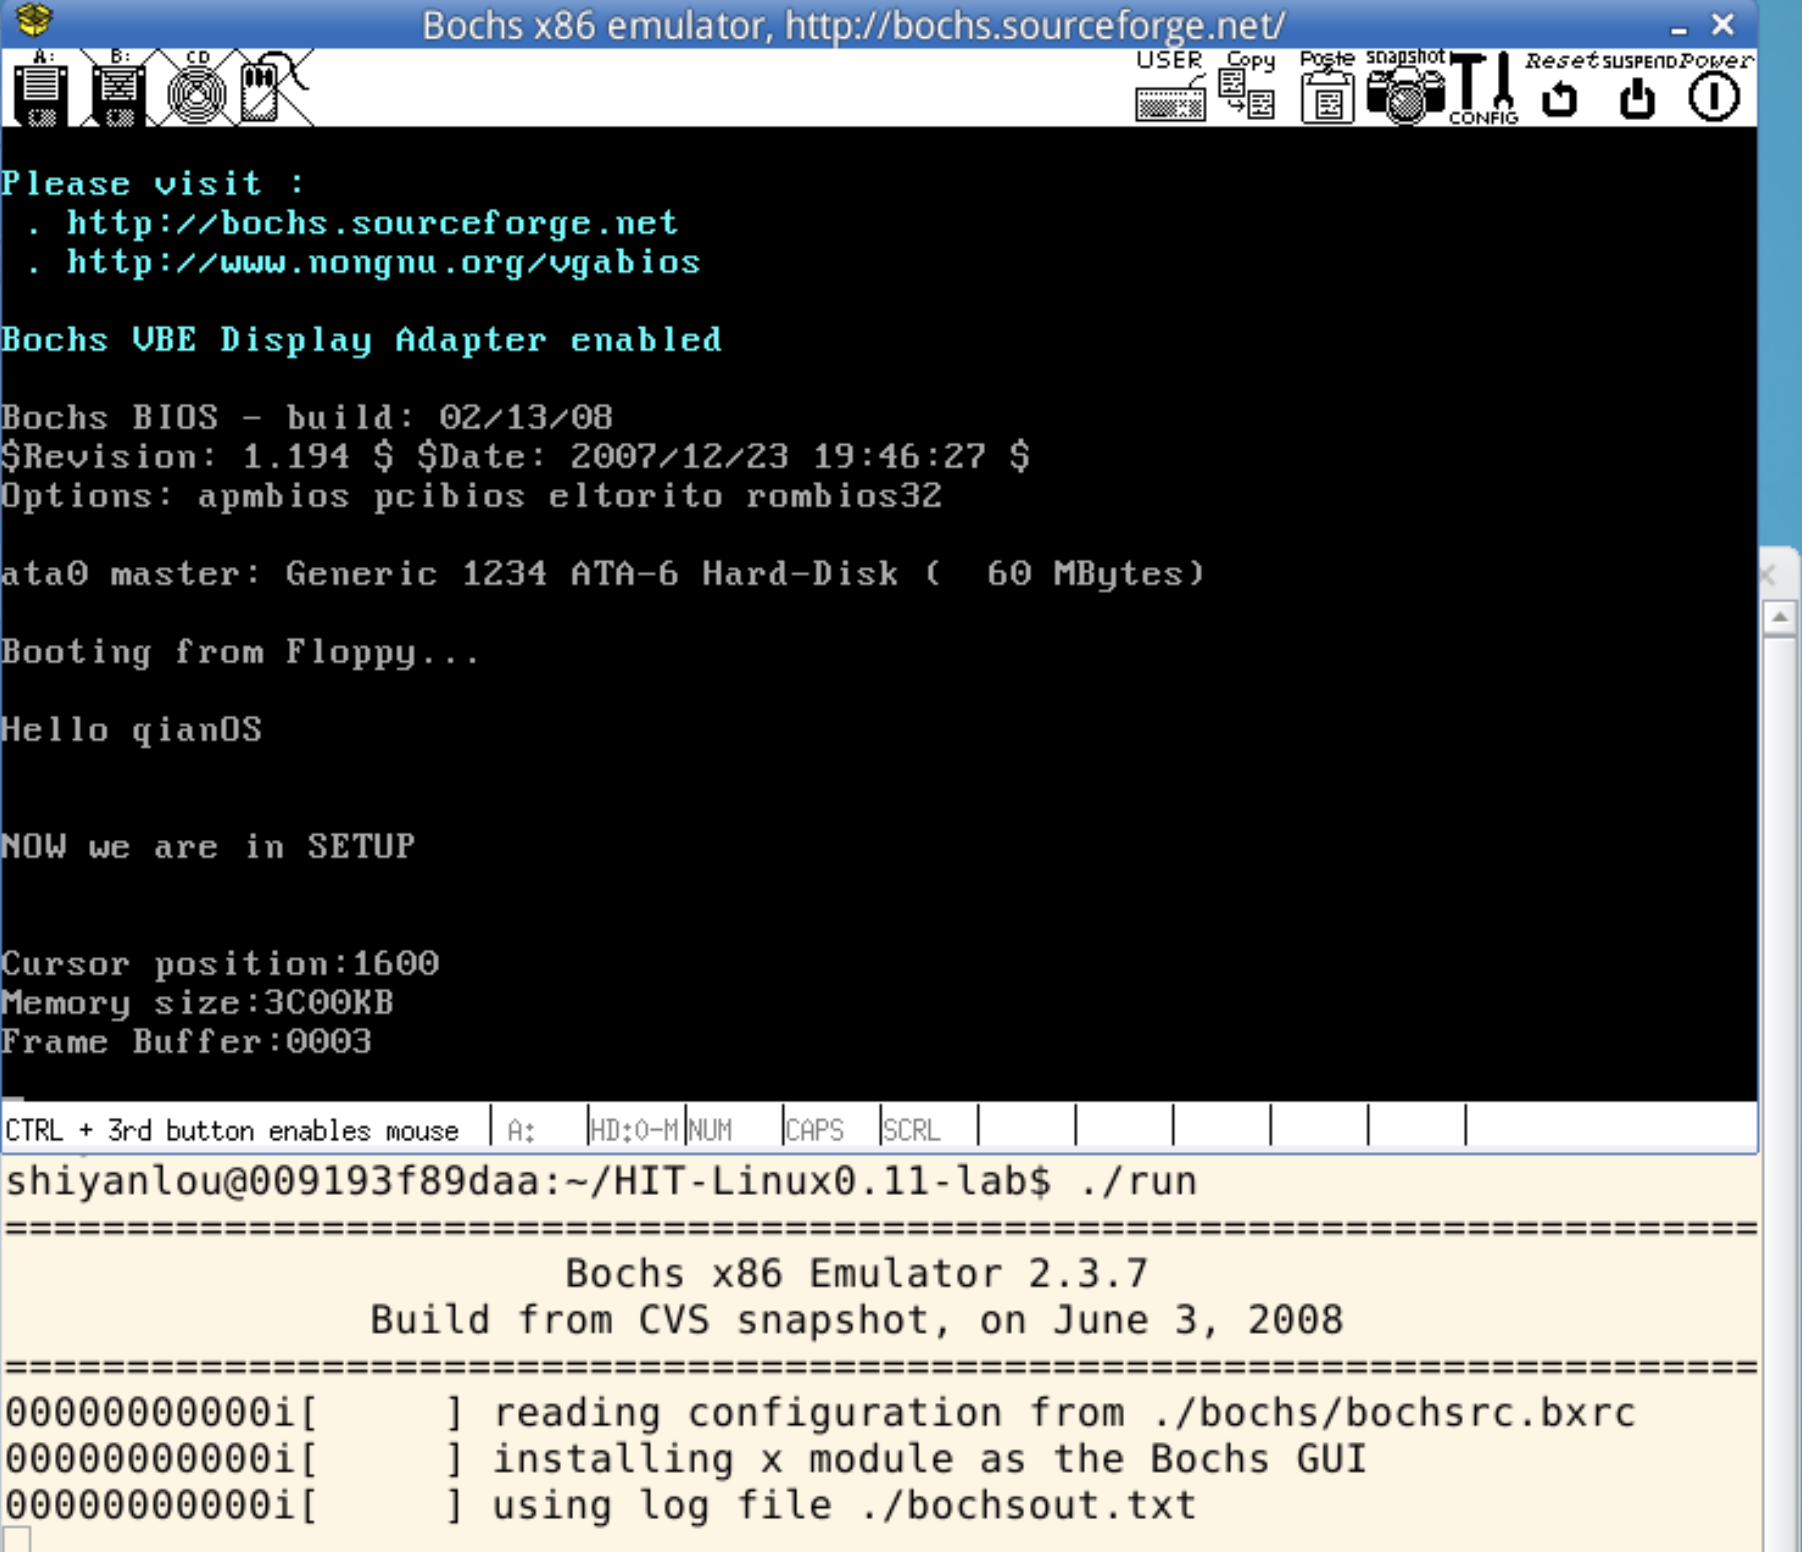 Bochs x86 emulator, http://bochs.sourceforge.net/
A: B: CD USER Copy Paste snapshot CONFIG Reset SUSPEND Power
Please visit :
. http://bochs.sourceforge.net
. http://www.nongnu.org/vgabios
Bochs VBE Display Adapter enabled
Bochs BIOS - build: 02/13/08
$Revision: 1.194 $ $Date: 2007/12/23 19:46:27 $
Options: apmbios pcibios eltorito rombios32
ata0 master: Generic 1234 ATA-6 Hard-Disk (  60 MBytes)
Booting from Floppy...
Hello qianOS
NOW we are in SETUP
Cursor position:1600
Memory size:3C00KB
Frame Buffer:0003
_
CTRL + 3rd button enables mouse A: HD:0-M NUM CAPS SCRL
shiyanlou@009193f89daa:~/HIT-Linux0.11-lab$ ./run
========================================================================
Bochs x86 Emulator 2.3.7
Build from CVS snapshot, on June 3, 2008
========================================================================
00000000000i[     ] reading configuration from ./bochs/bochsrc.bxrc
00000000000i[     ] installing x module as the Bochs GUI
00000000000i[     ] using log file ./bochsout.txt